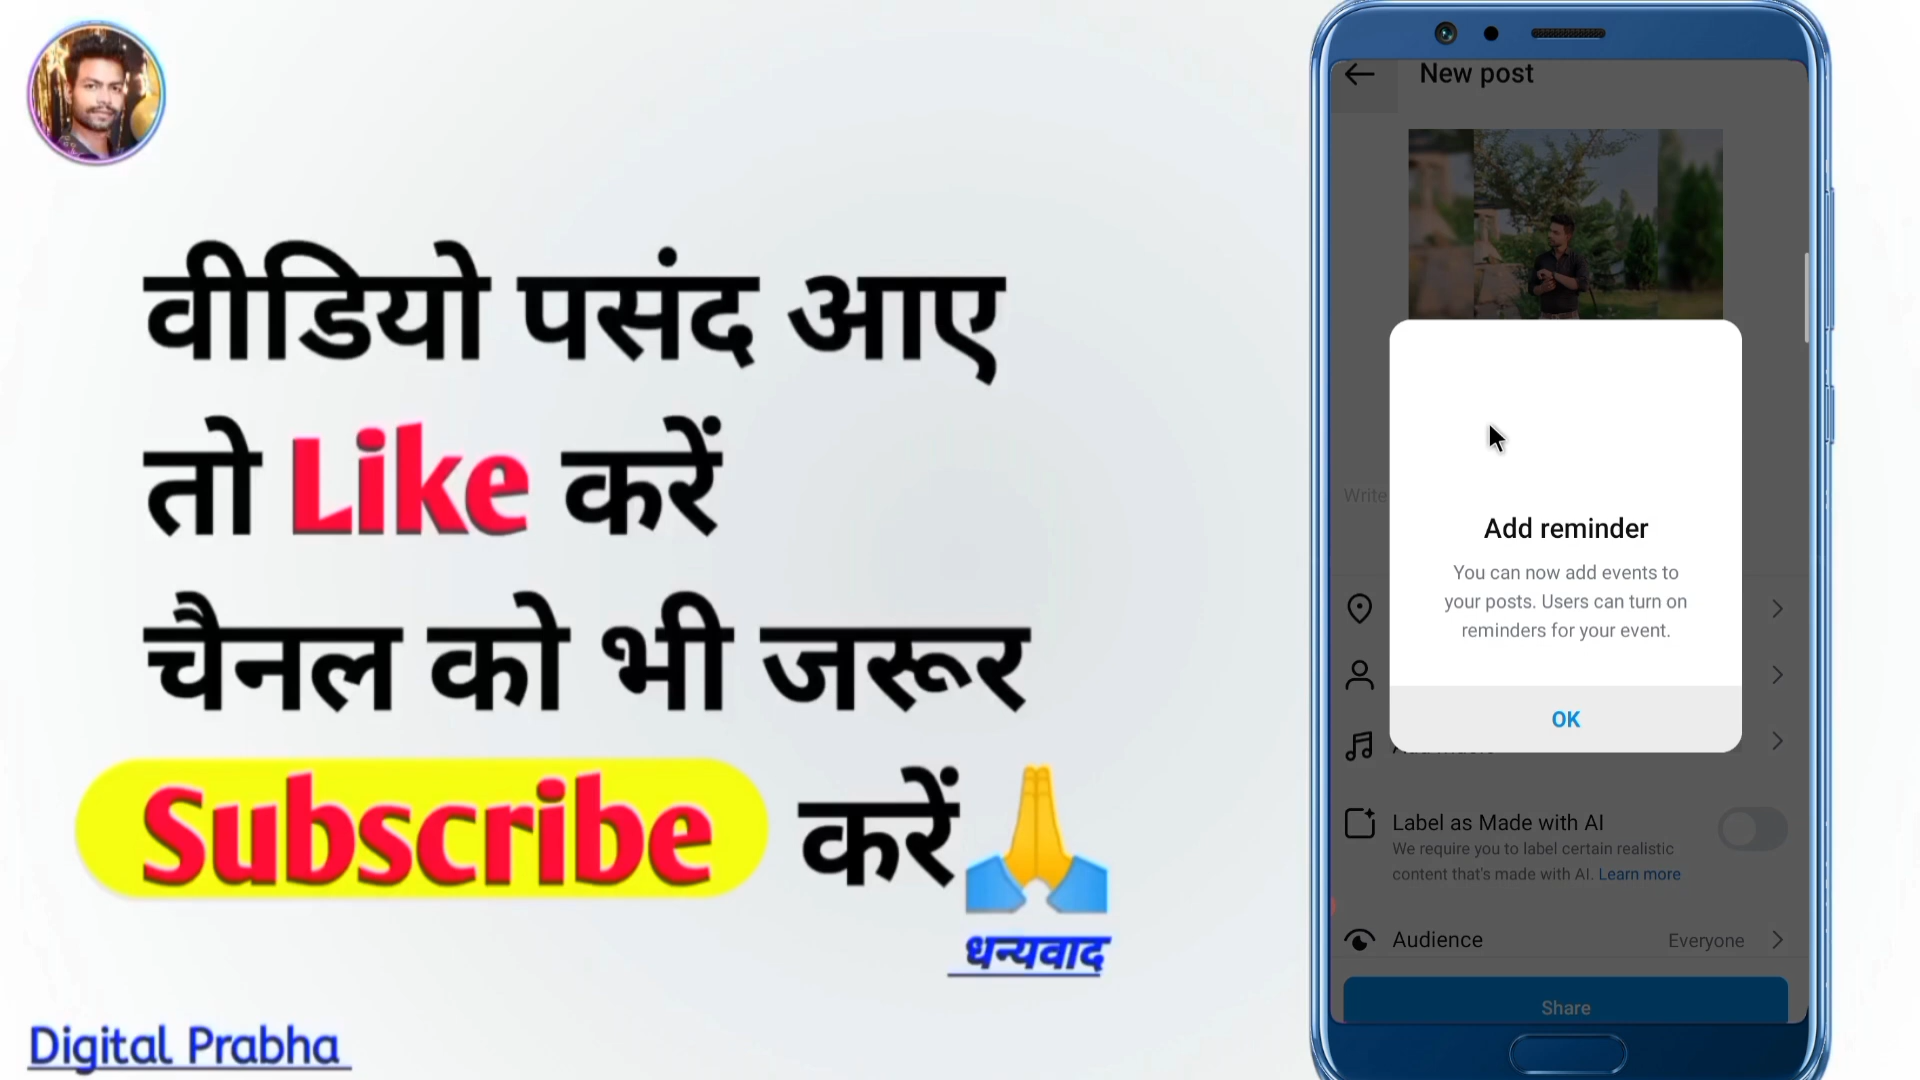 वीडियो पसंद आए
तो Like करें
चैनल को भी जरूर
Subscribe करें
धन्यवाद
Digital Prabha
New post
Write
Add reminder
You can now add events to
your posts. Users can turn on
reminders for your event.
OK
Label as Made with AI
We require you to label certain realistic
content that's made with AI. Learn more
Audience Everyone
Share